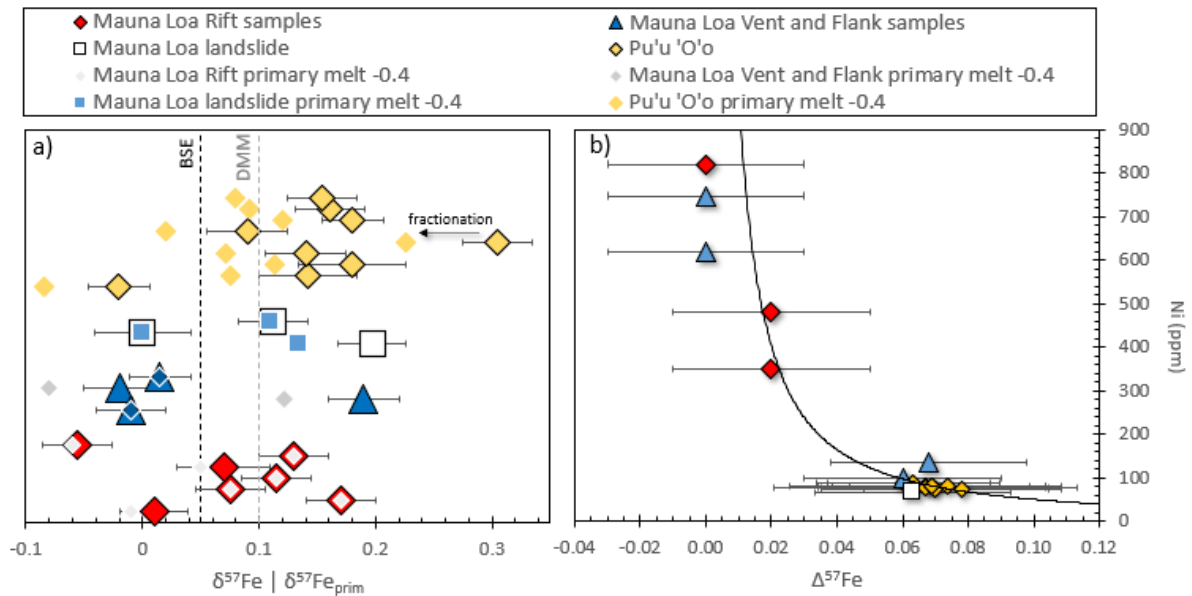 Mauna Loa Rift samples
Mauna Loa Vent and Flank samples
Mauna Loa landslide
Pu'u 'O'o
Mauna Loa Rift primary melt -0.4
Mauna Loa Vent and Flank primary melt -0.4
Mauna Loa landslide primary melt -0.4
Pu'u 'O'o primary melt -0.4
a)
BSE
DMM
fractionation
-0.1 0 0.1 0.2 0.3
δ⁵⁷Fe | δ⁵⁷Feprim
b)
900
800
700
600
500
400
300
200
100
0
Ni (ppm)
-0.04 -0.02 0.00 0.02 0.04 0.06 0.08 0.10 0.12
Δ⁵⁷Fe